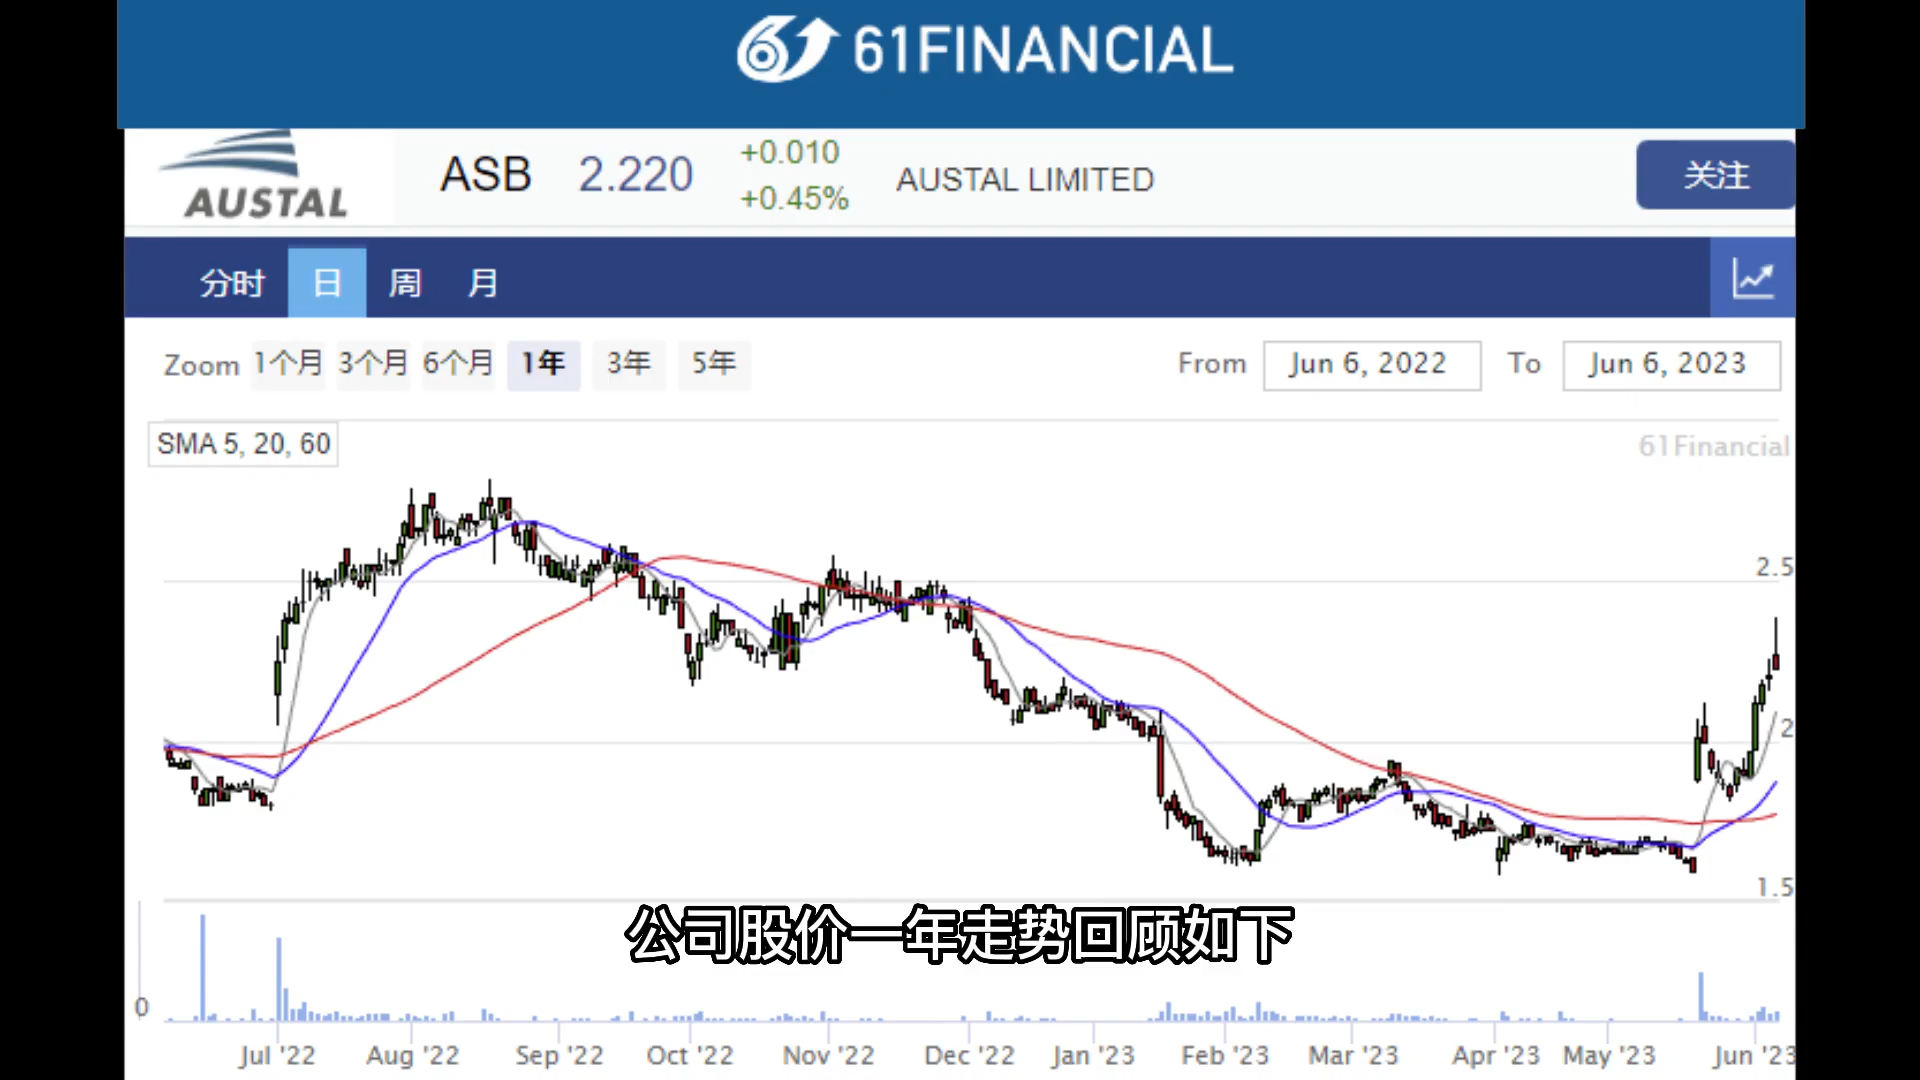 61FINANCIAL
AUSTAL
ASB 2.220 +0.010 +0.45% AUSTAL LIMITED 关注
分时 日 周 月
Zoom 1个月 3个月 6个月 1年 3年 5年 From Jun 6, 2022 To Jun 6, 2023
SMA 5, 20, 60
61Financial
2.5
2
1.5
公司股价一年走势回顾如下
0
Jul '22 Aug '22 Sep '22 Oct '22 Nov '22 Dec '22 Jan '23 Feb '23 Mar '23 Apr '23 May '23 Jun '23